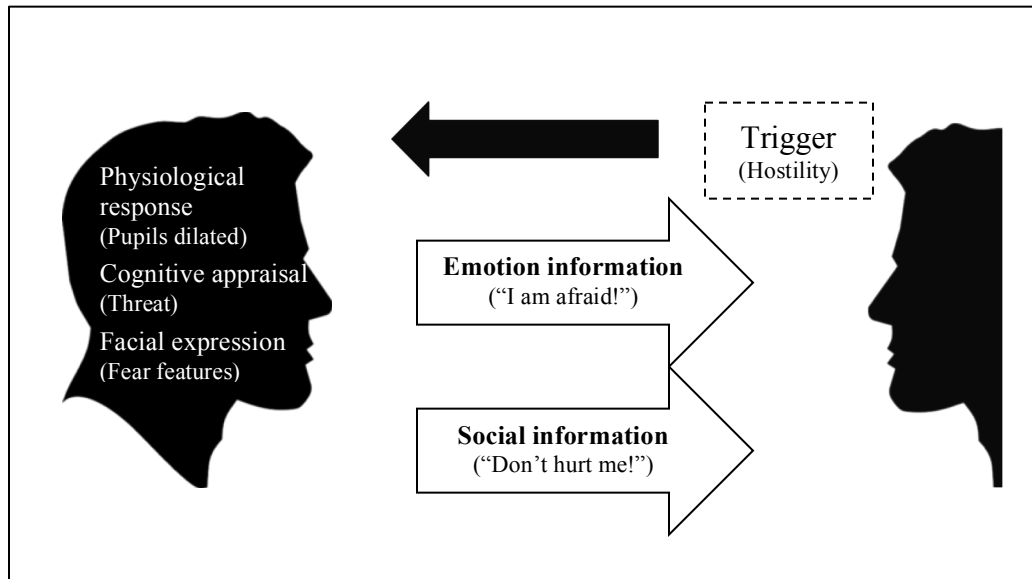 Trigger
(Hostility)
Physiological
response
(Pupils dilated)
Cognitive appraisal
(Threat)
Facial expression
(Fear features)
Emotion information
(“I am afraid!”)
Social information
(“Don’t hurt me!”)